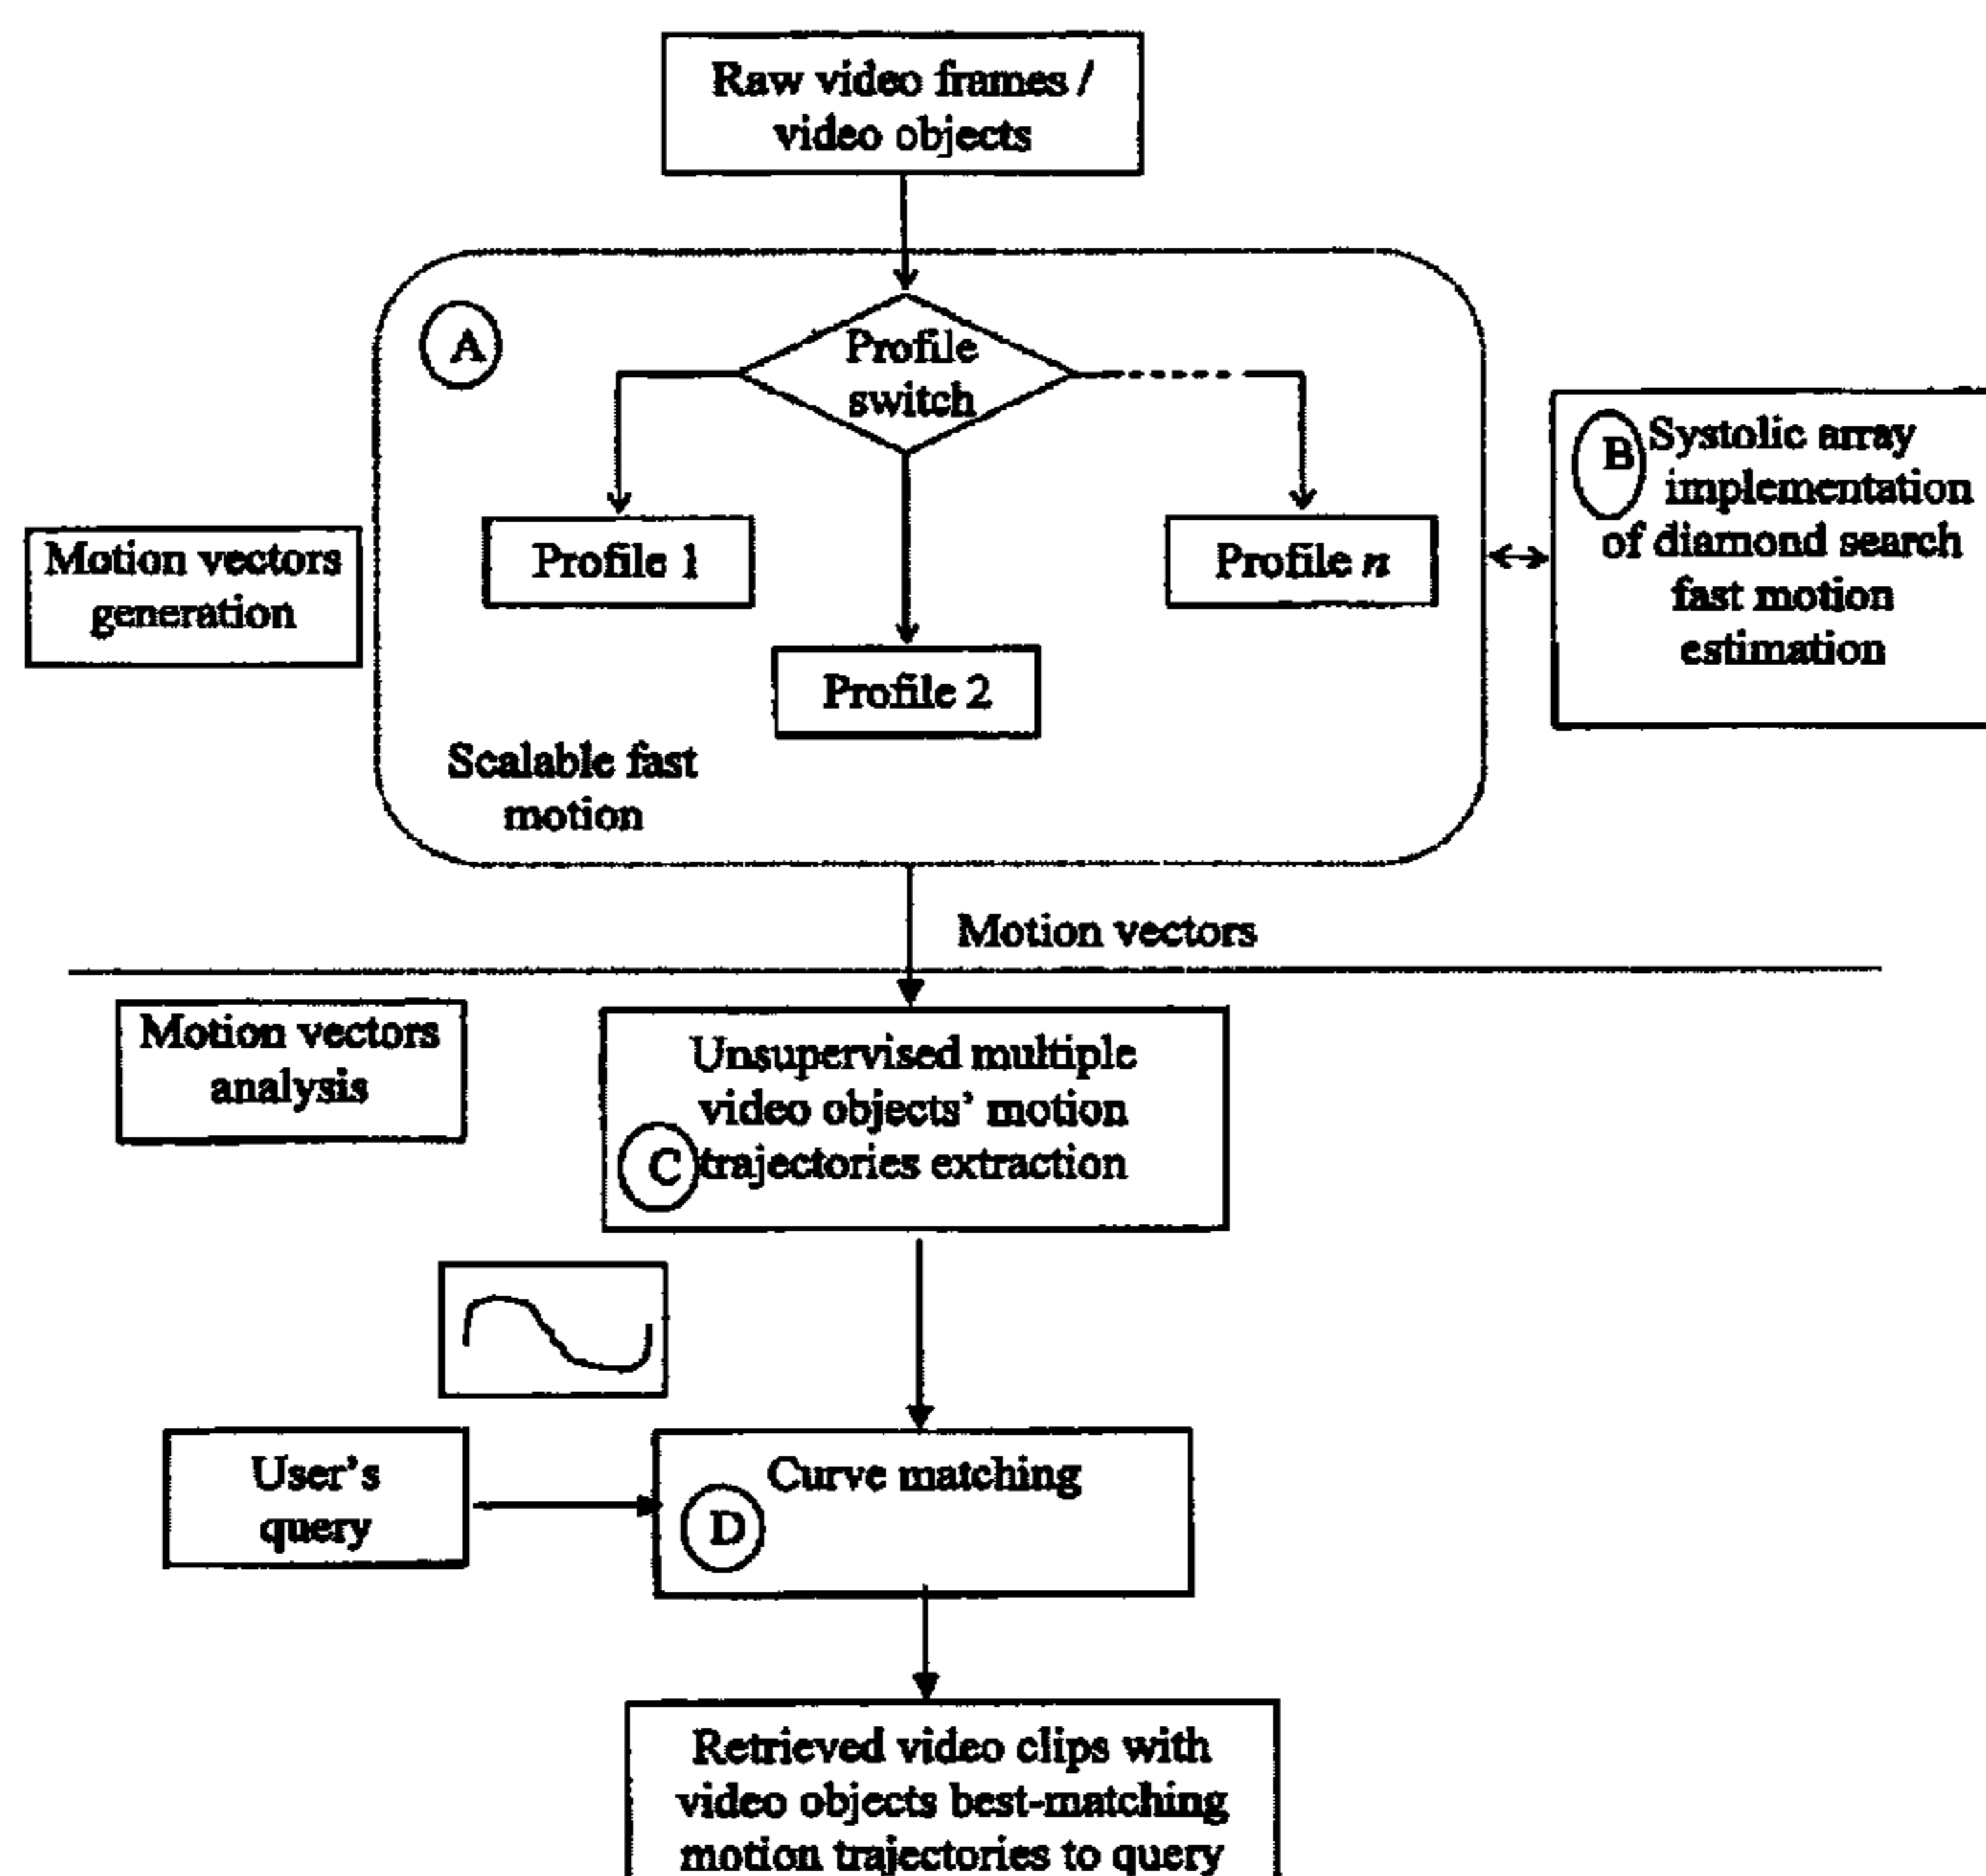 Raw video frames /
video objects
A
Profile
switch
B Systolic array
implementation
of diamond search
fast motion
estimation
Motion vectors
generation
Profile 1
Profile n
Profile 2
Scalable fast
motion
Motion vectors
Motion vectors
analysis
Unsupervised multiple
video objects' motion
C trajectories extraction
User's
query
Curve matching
D
Retrieved video clips with
video objects best-matching
motion trajectories to query